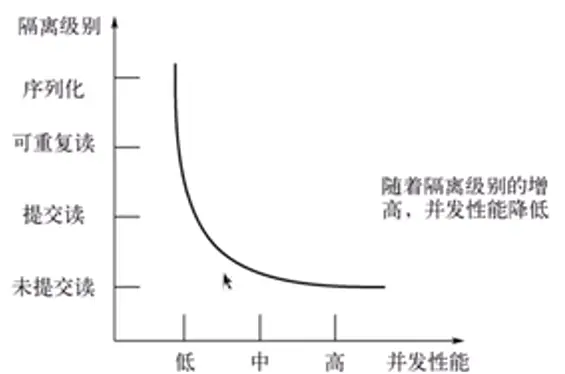 隔离级别
序列化
可重复读
提交读
未提交读
随着隔离级别的增
高，并发性能降低
低
中
高
并发性能